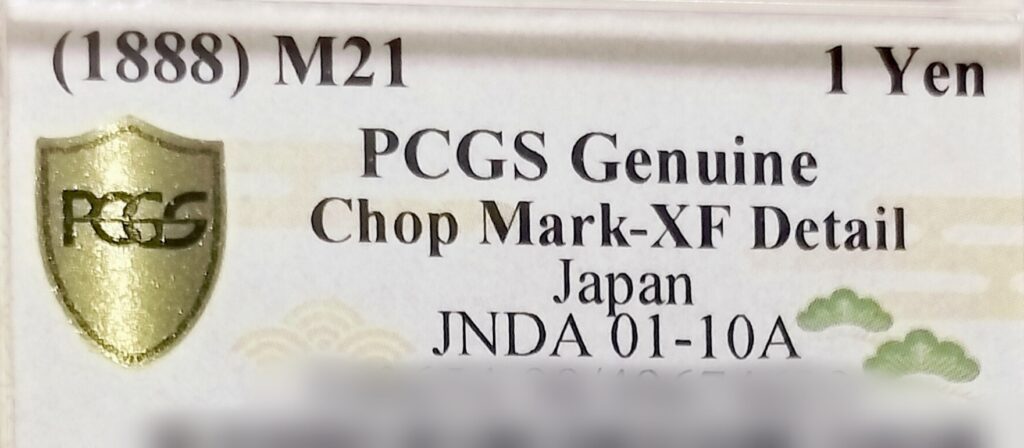 (1888) M21 1 Yen
PCGS Genuine
PCGS
Chop Mark-XF Detail
Japan
JNDA 01-10A